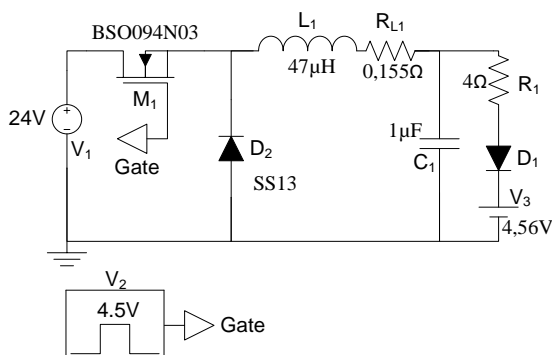 BSO094N03
L₁
R_L1
47µH
0,155Ω
4Ω
R₁
M₁
24V
V₁
Gate
D₂
SS13
1µF
C₁
D₁
V₃
4,56V
V₂
4.5V
Gate